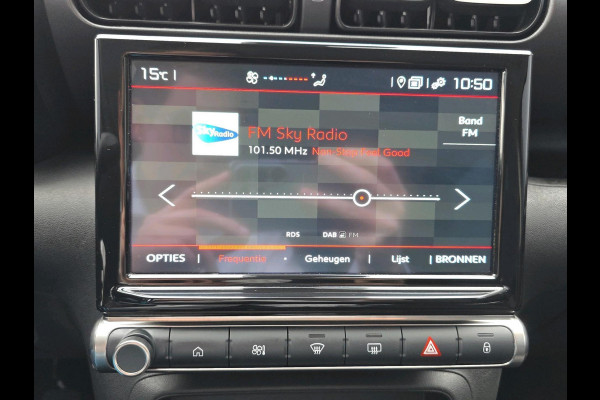 15°C 10:50
Sky Radio
FM Sky Radio
Band
FM
101.50 MHz Non-Stop Feel Good
RDS DAB FM
OPTIES Frequentie Geheugen Lijst BRONNEN